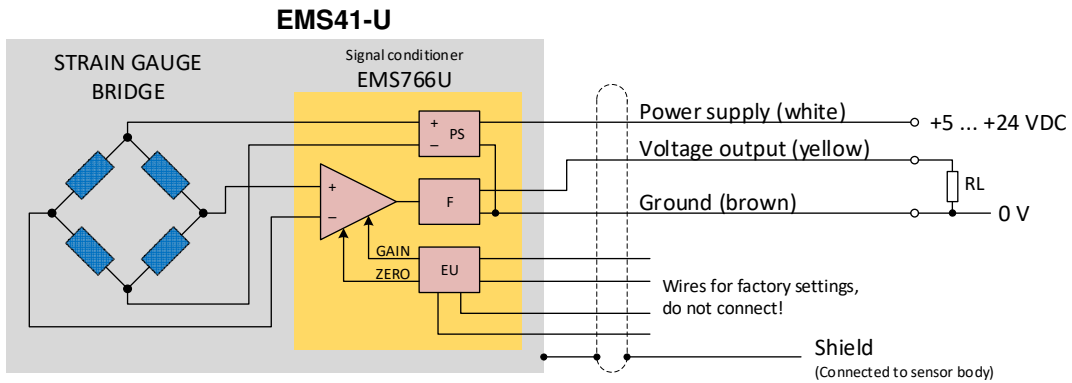 EMS41-U
STRAIN GAUGE
BRIDGE
Signal conditioner
EMS766U
+
−
PS
+
−
F
GAIN
ZERO
EU
Power supply (white)
+5 ... +24 VDC
Voltage output (yellow)
RL
Ground (brown)
0 V
Wires for factory settings,
do not connect!
Shield
(Connected to sensor body)